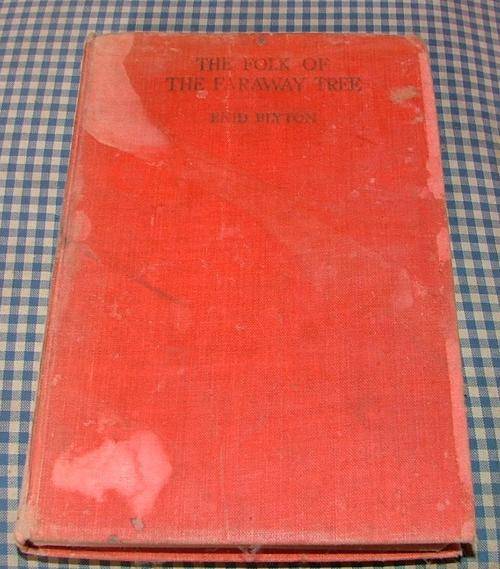 THE FOLK OF
THE FARAWAY TREE
ENID BLYTON